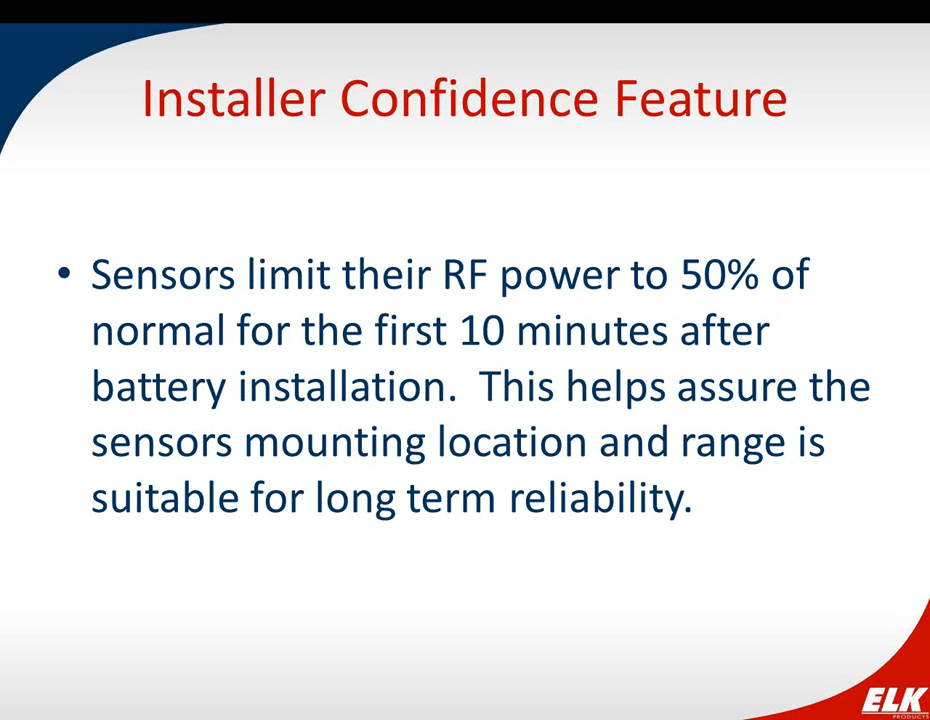 Installer Confidence Feature
• Sensors limit their RF power to 50% of
normal for the first 10 minutes after
battery installation.  This helps assure the
sensors mounting location and range is
suitable for long term reliability.
ELK
PRODUCTS